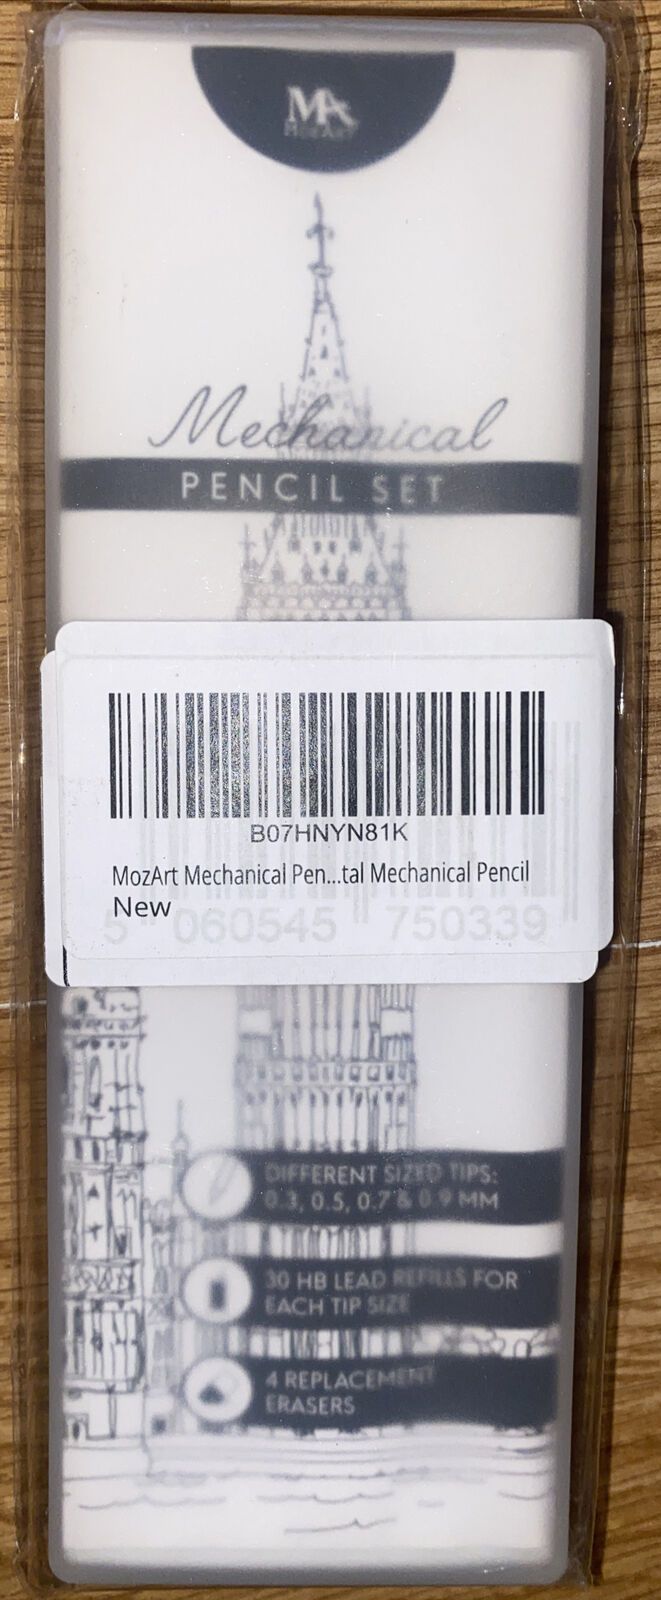 MA
MOZART
Mechanical
PENCIL SET
B07HNYN81K
MozArt Mechanical Pen...tal Mechanical Pencil
New
5 060545 750339
DIFFERENT SIZED TIPS:
0.3, 0.5, 0.7 & 0.9 MM
30 HB LEAD REFILLS FOR
EACH TIP SIZE
4 REPLACEMENT
ERASERS